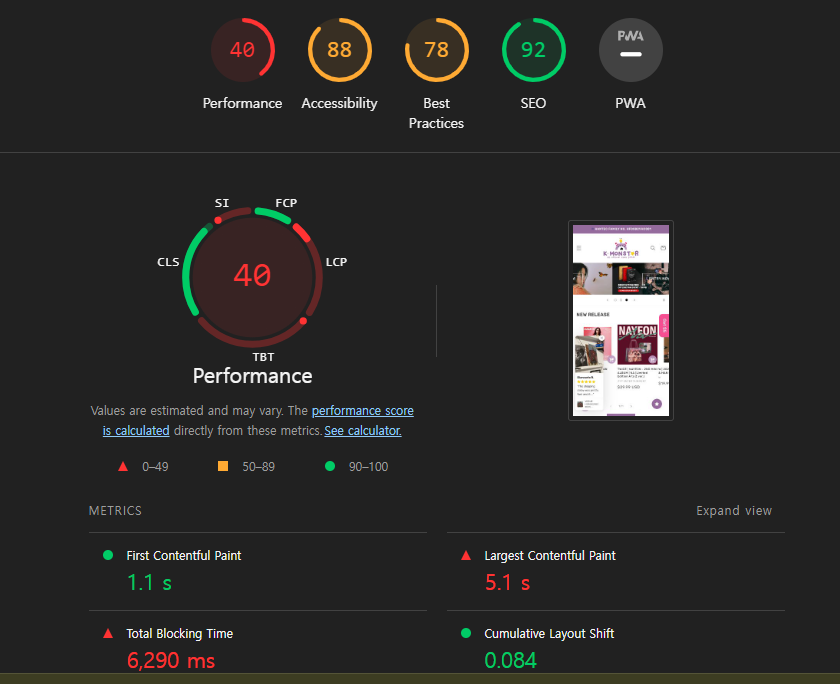 40
88
78
92
PWA
Performance
Accessibility
Best
Practices
SEO
PWA
SI
FCP
CLS
40
LCP
TBT
K-MONSTAR
NEW RELEASE
NAYEON
Performance
Values are estimated and may vary. The performance score
is calculated directly from these metrics. See calculator.
0–49
50–89
90–100
METRICS
Expand view
First Contentful Paint
1.1 s
Largest Contentful Paint
5.1 s
Total Blocking Time
6,290 ms
Cumulative Layout Shift
0.084